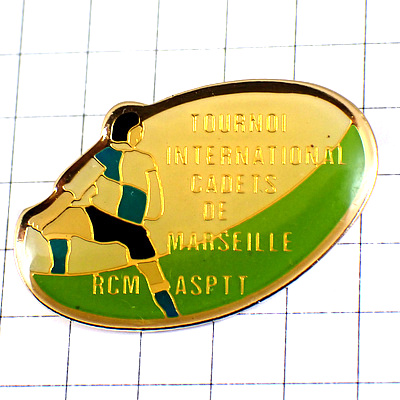 TOURNOI
INTERNATIONAL
CADETS
DE
MARSEILLE
RCM ASPTT